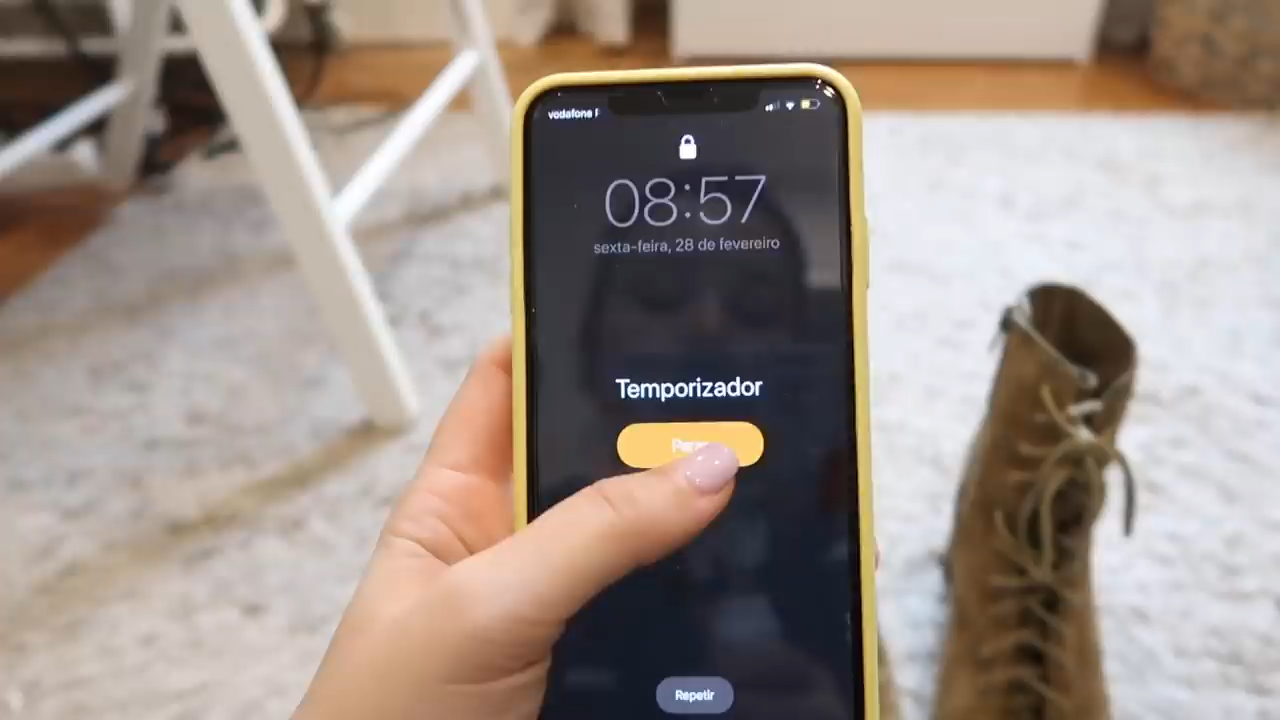 vodafone P
08:57
sexta-feira, 28 de fevereiro
Temporizador
Repetir